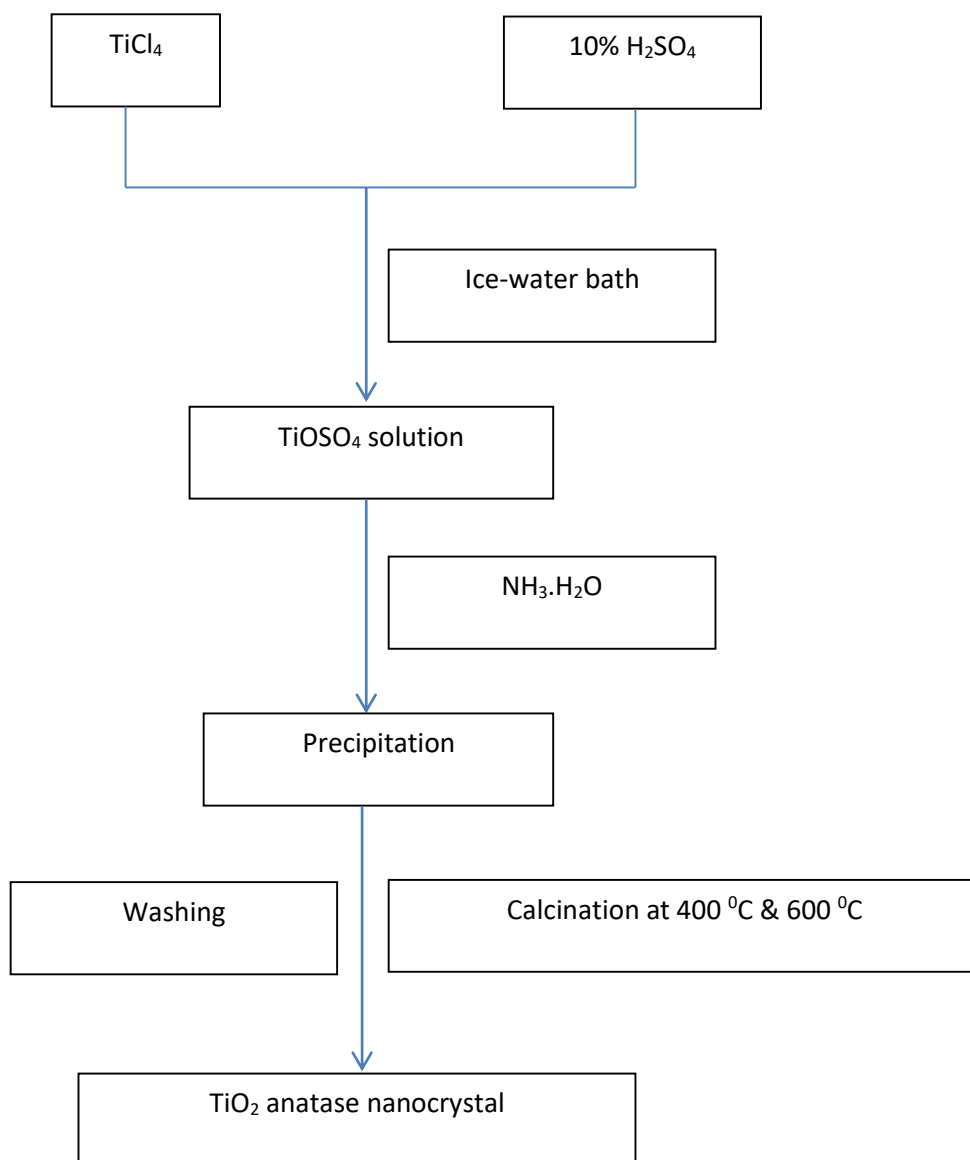 TiCl₄
10% H₂SO₄
Ice-water bath
TiOSO₄ solution
NH₃.H₂O
Precipitation
Washing
Calcination at 400 ⁰C & 600 ⁰C
TiO₂ anatase nanocrystal